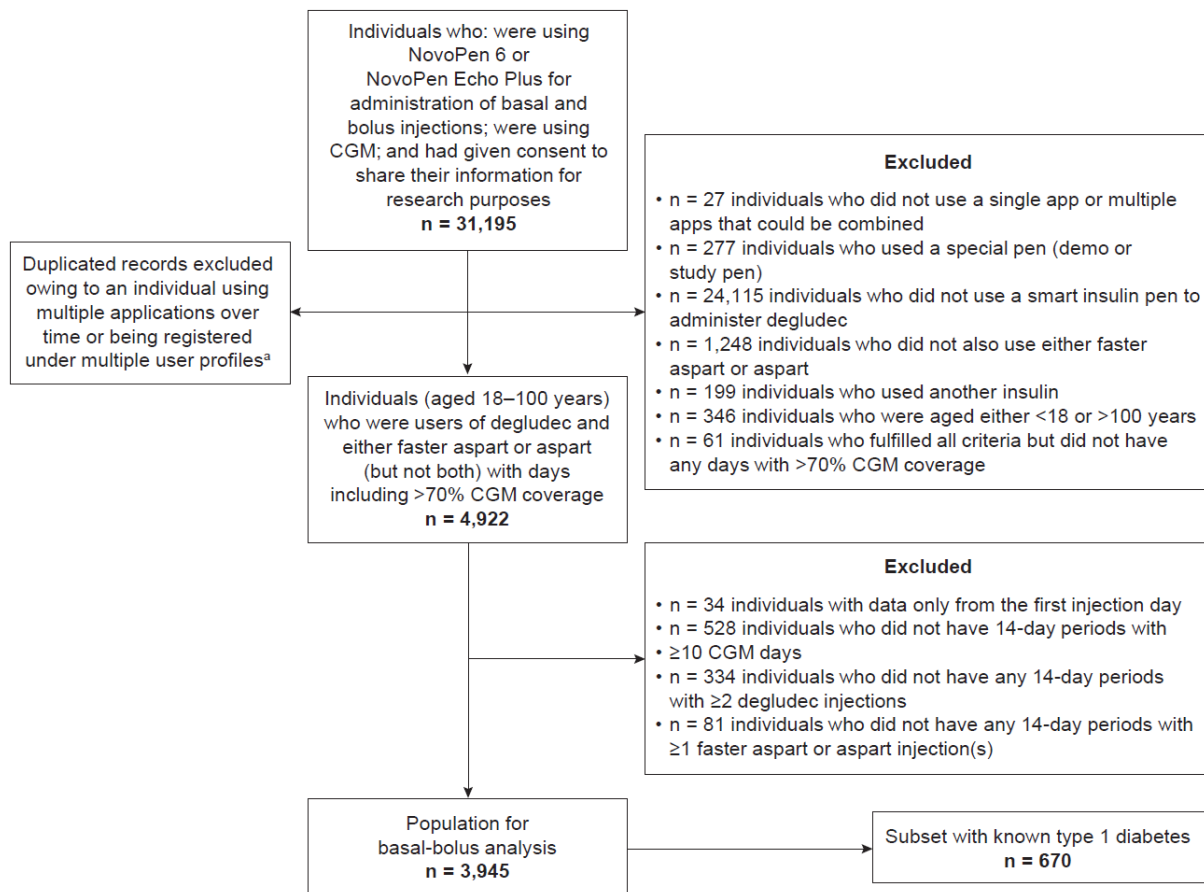 Individuals who: were using
NovoPen 6 or
NovoPen Echo Plus for
administration of basal and
bolus injections; were using
CGM; and had given consent to
share their information for
research purposes
n = 31,195
Duplicated records excluded
owing to an individual using
multiple applications over
time or being registered
under multiple user profilesᵃ
Excluded
• n = 27 individuals who did not use a single app or multiple
apps that could be combined
• n = 277 individuals who used a special pen (demo or
study pen)
• n = 24,115 individuals who did not use a smart insulin pen to
administer degludec
• n = 1,248 individuals who did not also use either faster
aspart or aspart
• n = 199 individuals who used another insulin
• n = 346 individuals who were aged either <18 or >100 years
• n = 61 individuals who fulfilled all criteria but did not have
any days with >70% CGM coverage
Individuals (aged 18–100 years)
who were users of degludec and
either faster aspart or aspart
(but not both) with days
including >70% CGM coverage
n = 4,922
Excluded
• n = 34 individuals with data only from the first injection day
• n = 528 individuals who did not have 14-day periods with
• ≥10 CGM days
• n = 334 individuals who did not have any 14-day periods
with ≥2 degludec injections
• n = 81 individuals who did not have any 14-day periods with
≥1 faster aspart or aspart injection(s)
Population for
basal-bolus analysis
n = 3,945
Subset with known type 1 diabetes
n = 670